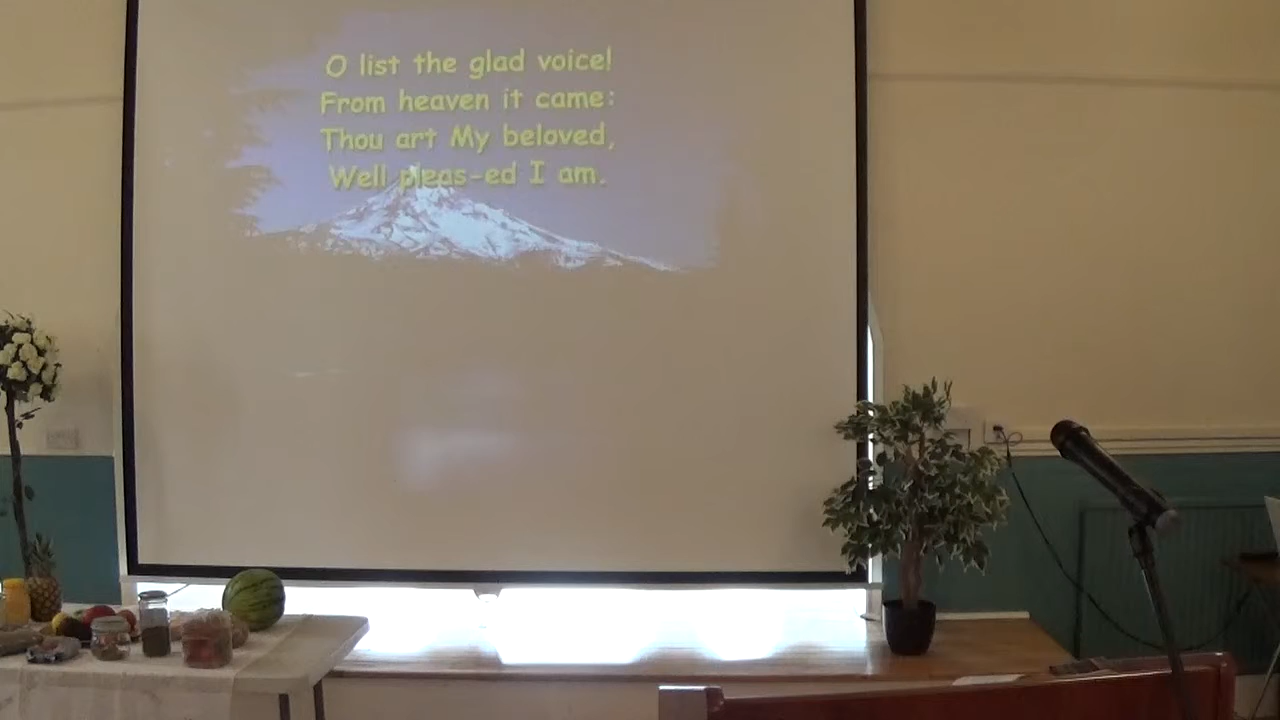 O list the glad voice!
From heaven it came:
Thou art My beloved,
Well pleas-ed I am.